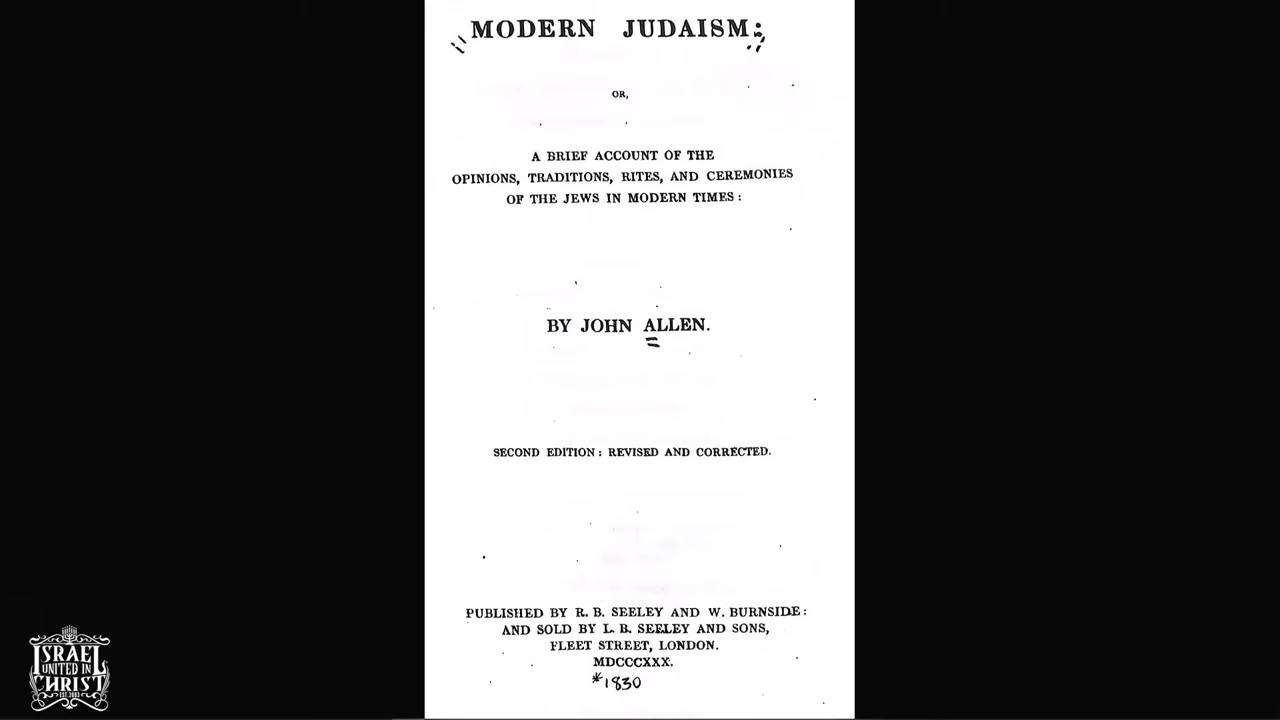 MODERN JUDAISM:
OR,
A BRIEF ACCOUNT OF THE
OPINIONS, TRADITIONS, RITES, AND CEREMONIES
OF THE JEWS IN MODERN TIMES:
BY JOHN ALLEN.
SECOND EDITION: REVISED AND CORRECTED.
PUBLISHED BY R. B. SEELEY AND W. BURNSIDE:
AND SOLD BY L. B. SEELEY AND SONS,
FLEET STREET, LONDON.
MDCCCXXX.
*1830
ISRAEL
UNITED IN
CHRIST
EST. 2003